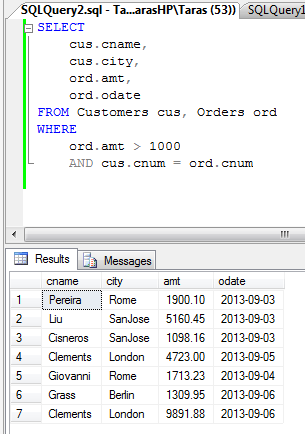 SQLQuery2.sql - Ta...arasHP\Taras (53))
SQLQuery1
SELECT
cus.cname,
cus.city,
ord.amt,
ord.odate
FROM Customers cus, Orders ord
WHERE
ord.amt > 1000
AND cus.cnum = ord.cnum
Results Messages
cname city amt odate
1 Pereira Rome 1900.10 2013-09-03
2 Liu SanJose 5160.45 2013-09-03
3 Cisneros SanJose 1098.16 2013-09-03
4 Clements London 4723.00 2013-09-05
5 Giovanni Rome 1713.23 2013-09-04
6 Grass Berlin 1309.95 2013-09-06
7 Clements London 9891.88 2013-09-06